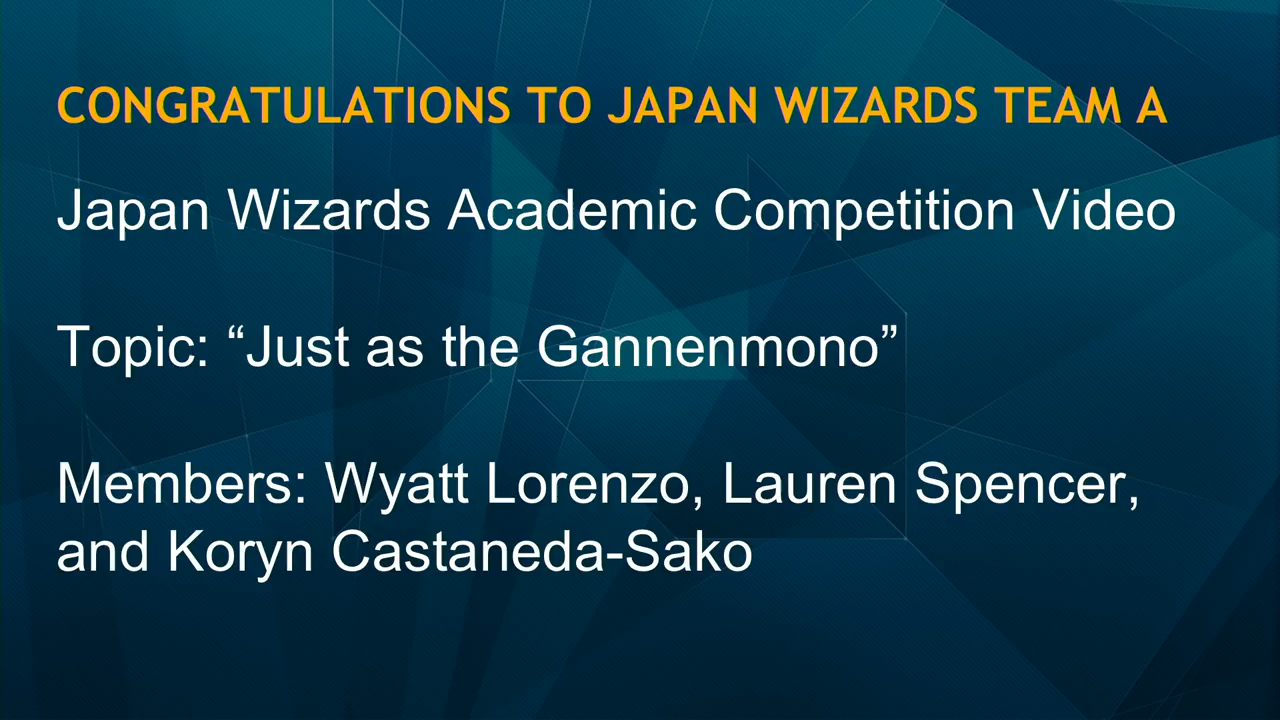 CONGRATULATIONS TO JAPAN WIZARDS TEAM A
Japan Wizards Academic Competition Video
Topic: “Just as the Gannenmono”
Members: Wyatt Lorenzo, Lauren Spencer,
and Koryn Castaneda-Sako